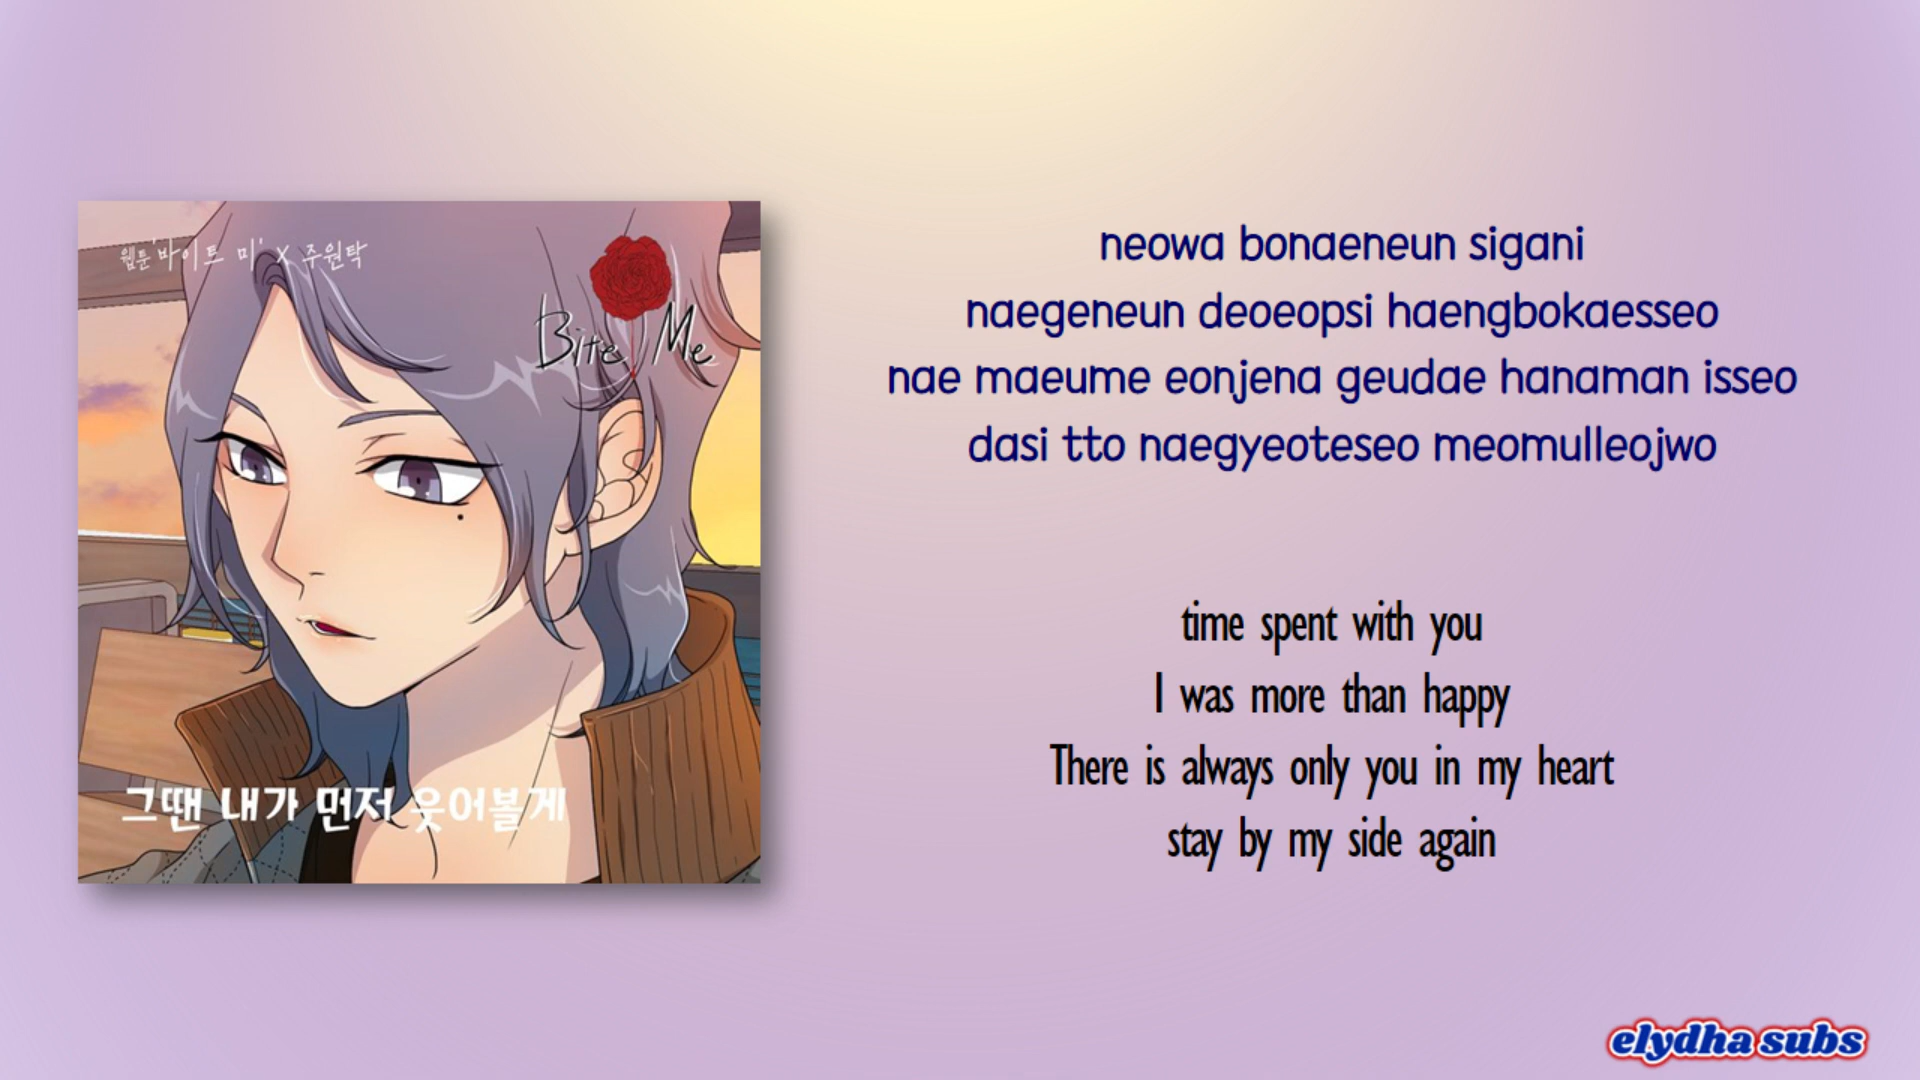 웹툰 '바이트 미' X 주원탁
Bite Me
그땐 내가 먼저 웃어볼게
neowa bonaeneun sigani
naegeneun deoeopsi haengbokaesseo
nae maeume eonjena geudae hanaman isseo
dasi tto naegyeoteseo meomulleojwo
time spent with you
I was more than happy
There is always only you in my heart
stay by my side again
elydha subs